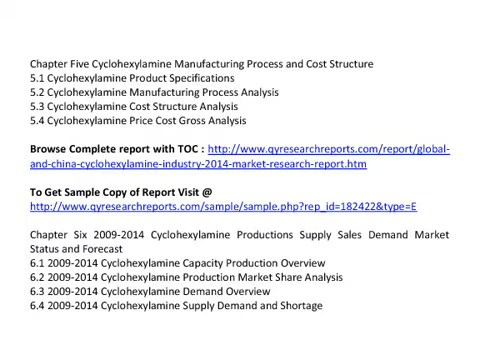 Chapter Five Cyclohexylamine Manufacturing Process and Cost Structure
5.1 Cyclohexylamine Product Specifications
5.2 Cyclohexylamine Manufacturing Process Analysis
5.3 Cyclohexylamine Cost Structure Analysis
5.4 Cyclohexylamine Price Cost Gross Analysis
Browse Complete report with TOC : http://www.qyresearchreports.com/report/global-
and-china-cyclohexylamine-industry-2014-market-research-report.htm
To Get Sample Copy of Report Visit @
http://www.qyresearchreports.com/sample/sample.php?rep_id=182422&type=E
Chapter Six 2009-2014 Cyclohexylamine Productions Supply Sales Demand Market
Status and Forecast
6.1 2009-2014 Cyclohexylamine Capacity Production Overview
6.2 2009-2014 Cyclohexylamine Production Market Share Analysis
6.3 2009-2014 Cyclohexylamine Demand Overview
6.4 2009-2014 Cyclohexylamine Supply Demand and Shortage